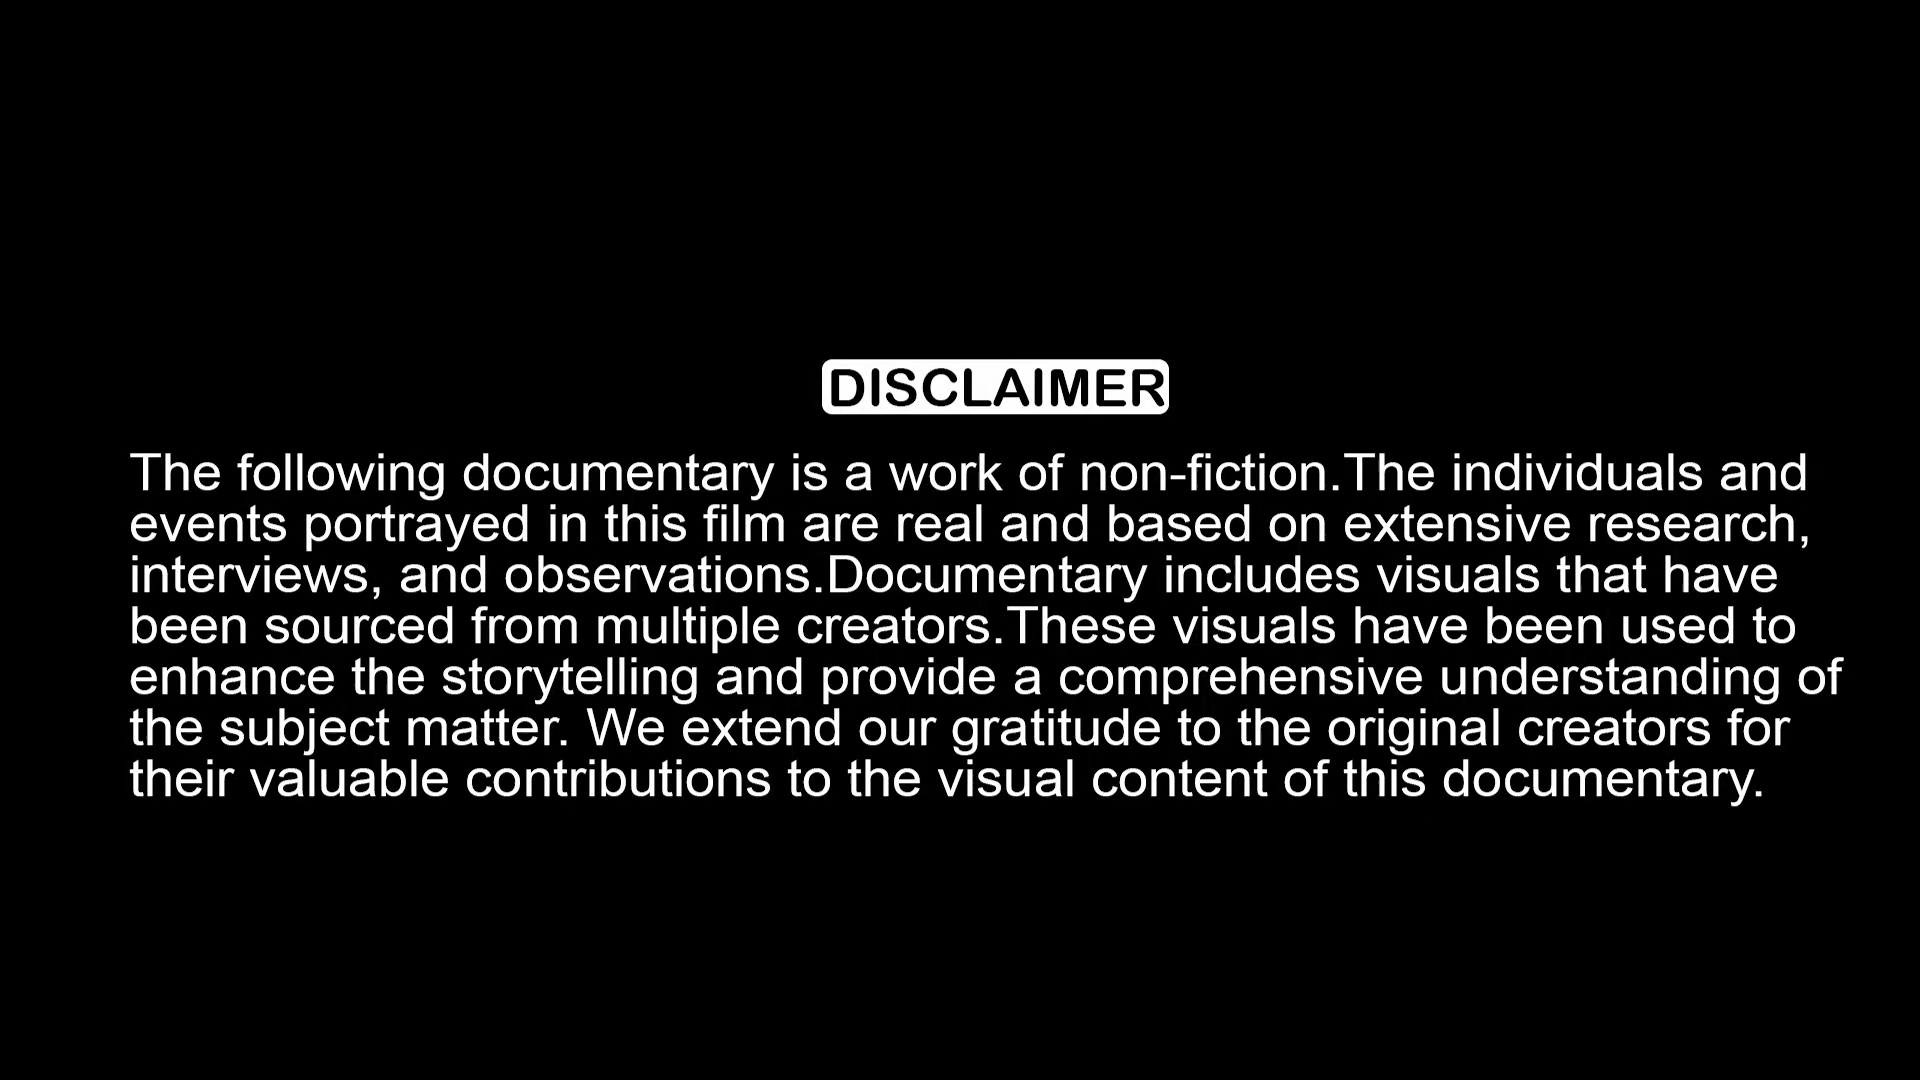 DISCLAIMER
The following documentary is a work of non-fiction.The individuals and
events portrayed in this film are real and based on extensive research,
interviews, and observations.Documentary includes visuals that have
been sourced from multiple creators.These visuals have been used to
enhance the storytelling and provide a comprehensive understanding of
the subject matter. We extend our gratitude to the original creators for
their valuable contributions to the visual content of this documentary.